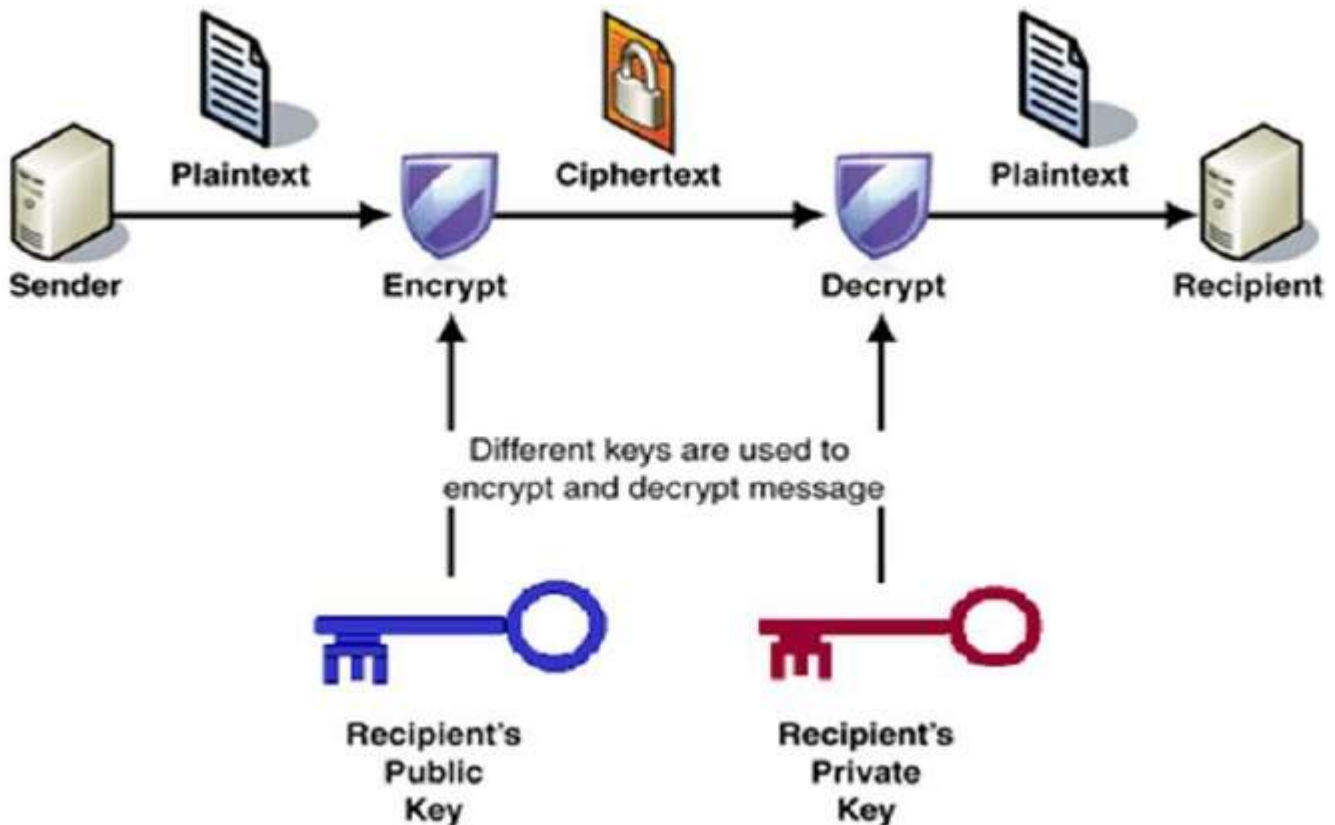 Plaintext
Ciphertext
Plaintext
Sender
Encrypt
Decrypt
Recipient
Different keys are used to
encrypt and decrypt message
Recipient's
Public
Key
Recipient's
Private
Key